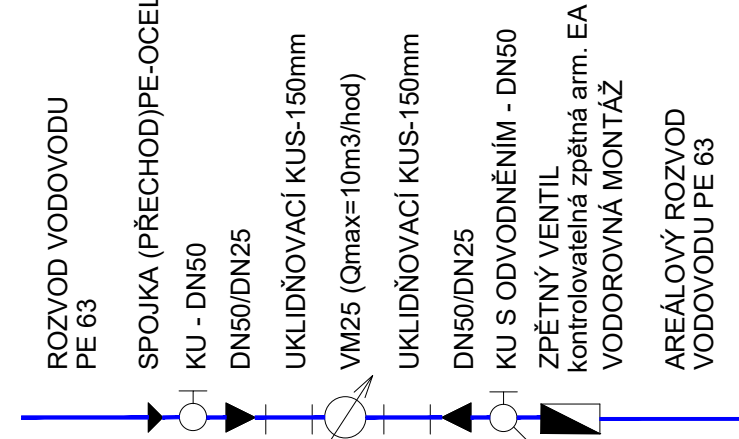 ROZVOD VODOVODU
PE 63
SPOJKA (PŘECHOD)PE-OCEL
KU - DN50
DN50/DN25
UKLIDŇOVACÍ KUS-150mm
VM25 (Qmax=10m3/hod)
UKLIDŇOVACÍ KUS-150mm
DN50/DN25
KU S ODVODNĚNÍM - DN50
ZPĚTNÝ VENTIL
kontrolovatelná zpětná arm. EA
VODOROVNÁ MONTÁŽ
AREÁLOVÝ ROZVOD
VODOVODU PE 63